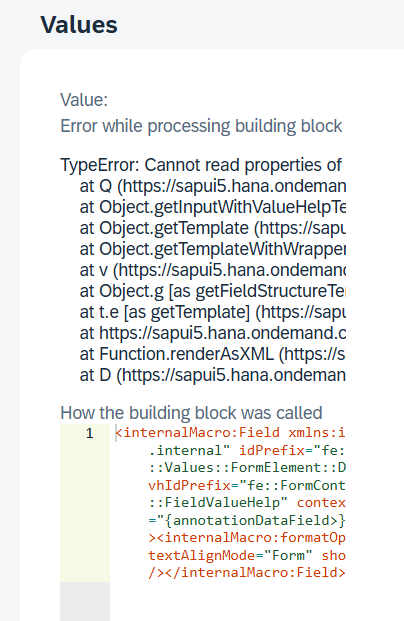 Values
Value:
Error while processing building block
TypeError: Cannot read properties of
at Q (https://sapui5.hana.ondeman
at Object.getInputWithValueHelpTe
at Object.getTemplate (https://sapu
at Object.getTemplateWithWrapper
at v (https://sapui5.hana.ondemand
at Object.g [as getFieldStructureTe
at t.e [as getTemplate] (https://sapu
at https://sapui5.hana.ondemand.c
at Function.renderAsXML (https://s
at D (https://sapui5.hana.ondeman
How the building block was called
1 <internalMacro:Field xmlns:i
.internal" idPrefix="fe:
::Values::FormElement::D
vhIdPrefix="fe::FormCont
::FieldValueHelp" contex
="{annotationDataField>}
><internalMacro:formatOp
textAlignMode="Form" sho
/></internalMacro:Field>